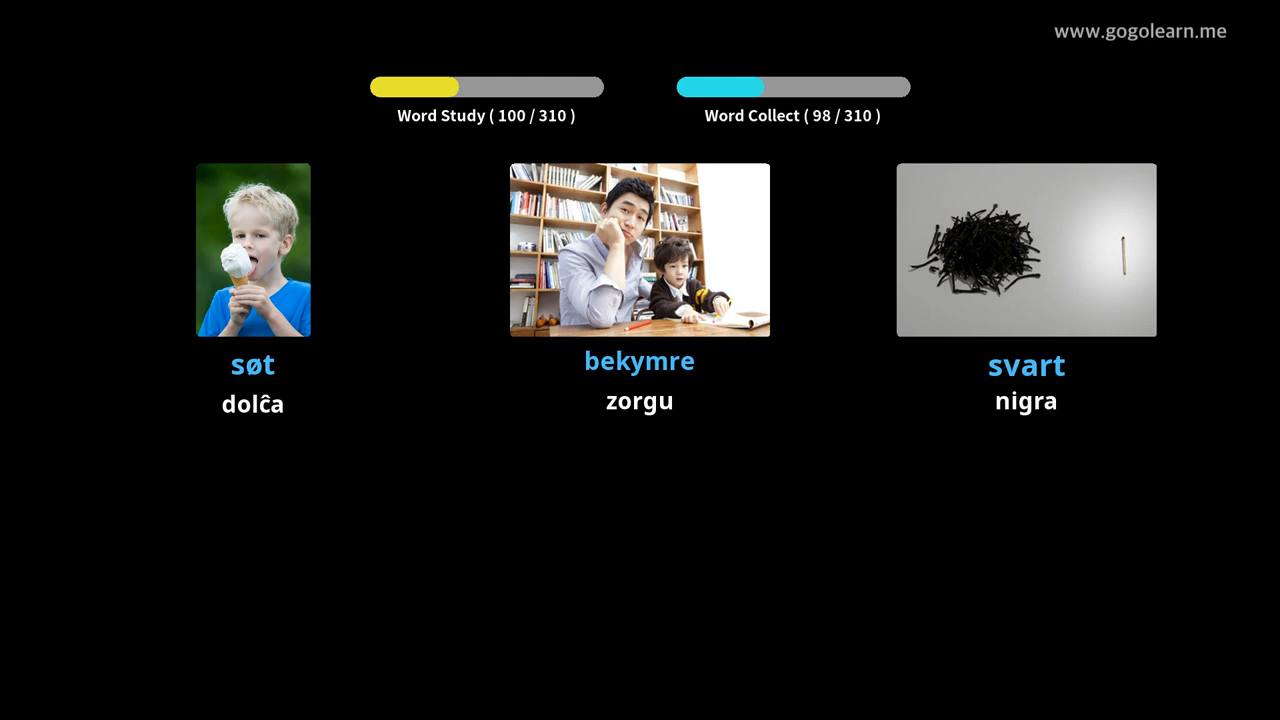 www.gogolearn.me
Word Study ( 100 / 310 )
Word Collect ( 98 / 310 )
søt
bekymre
svart
dolĉa
zorgu
nigra